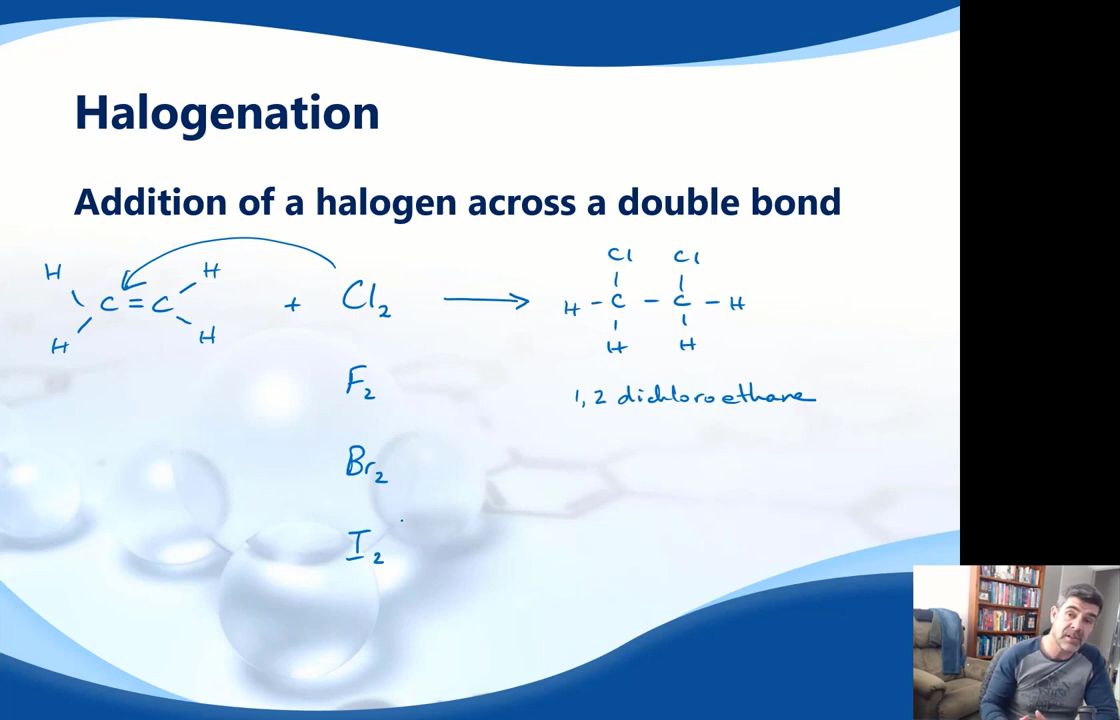 Halogenation
Addition of a halogen across a double bond
Cl Cl
H H
C = C + Cl₂ ⟶ H - C - C - H
H H H H
F₂
1, 2 dichloroethane
Br₂
I₂